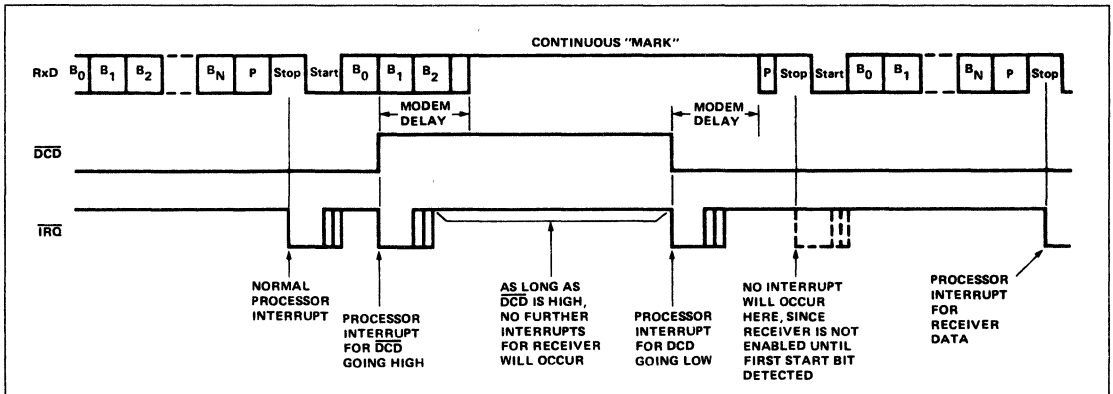 CONTINUOUS "MARK"
RxD B0 B1 B2 BN P Stop Start B0 B1 B2 P Stop Start B0 B1 BN P Stop
MODEM
DELAY
MODEM
DELAY
DCD
IRQ
NORMAL
PROCESSOR
INTERRUPT
PROCESSOR
INTERRUPT
FOR DCD
GOING HIGH
AS LONG AS
DCD IS HIGH,
NO FURTHER
INTERRUPTS
FOR RECEIVER
WILL OCCUR
PROCESSOR
INTERRUPT
FOR DCD
GOING LOW
NO INTERRUPT
WILL OCCUR
HERE, SINCE
RECEIVER IS NOT
ENABLED UNTIL
FIRST START BIT
DETECTED
PROCESSOR
INTERRUPT
FOR
RECEIVER
DATA